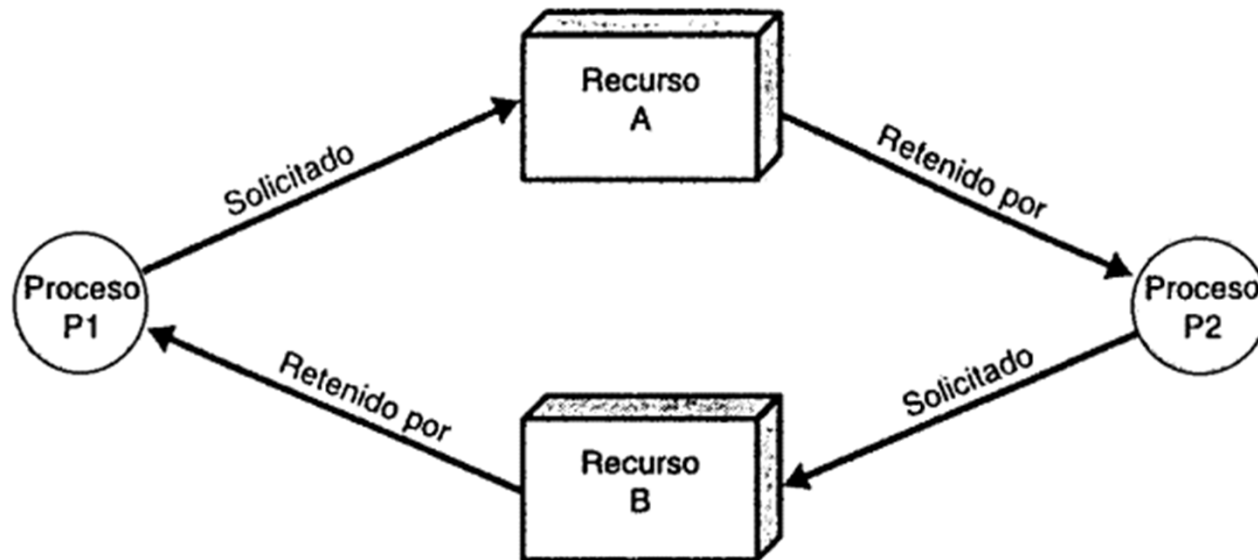 Recurso
A
Solicitado
Retenido por
Proceso
P1
Proceso
P2
Retenido por
Solicitado
Recurso
B